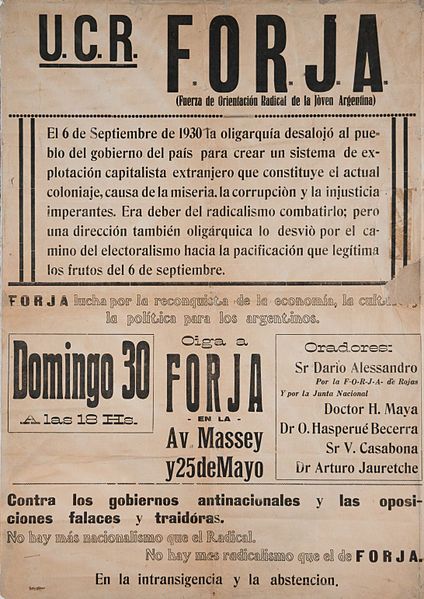 U.C.R. F.O.R.J.A.
(Fuerza de Orientación Radical de la Jòven Argentina)
El 6 de Septiembre de 1930 la oligarquía desalojó al pue-
blo del gobierno del país para crear un sistema de ex-
plotación capitalista extranjero que constituye el actual
coloniaje, causa de la miseria, la corrupciòn y la injusticia
imperantes. Era deber del radicalismo combatirlo; pero
una dirección también oligárquica lo desviò por el ca-
mino del electoralismo hacia la pacificación que legítima
los frutos del 6 de septiembre.
FORJA lucha por la reconquista de la economía, la cultura y
la política para los argentinos.
Domingo 30
A las 18 Hs.
Oiga a
FORJA
EN LA
Av. Massey
y 25 de Mayo
Oradores:
Sr Dario Alessandro
Por la F-O-R-J-A- de Rojas
Y por la Junta Nacional
Doctor H. Maya
Dr O. Hasperué Becerra
Sr V. Casabona
Dr Arturo Jauretche
Contra los gobiernos antinacionales y las oposi-
ciones falaces y traidóras.
No hay más nacionalismo que el Radical.
No hay mas radicalismo que el de FORJA.
En la intransigencia y la abstencion.